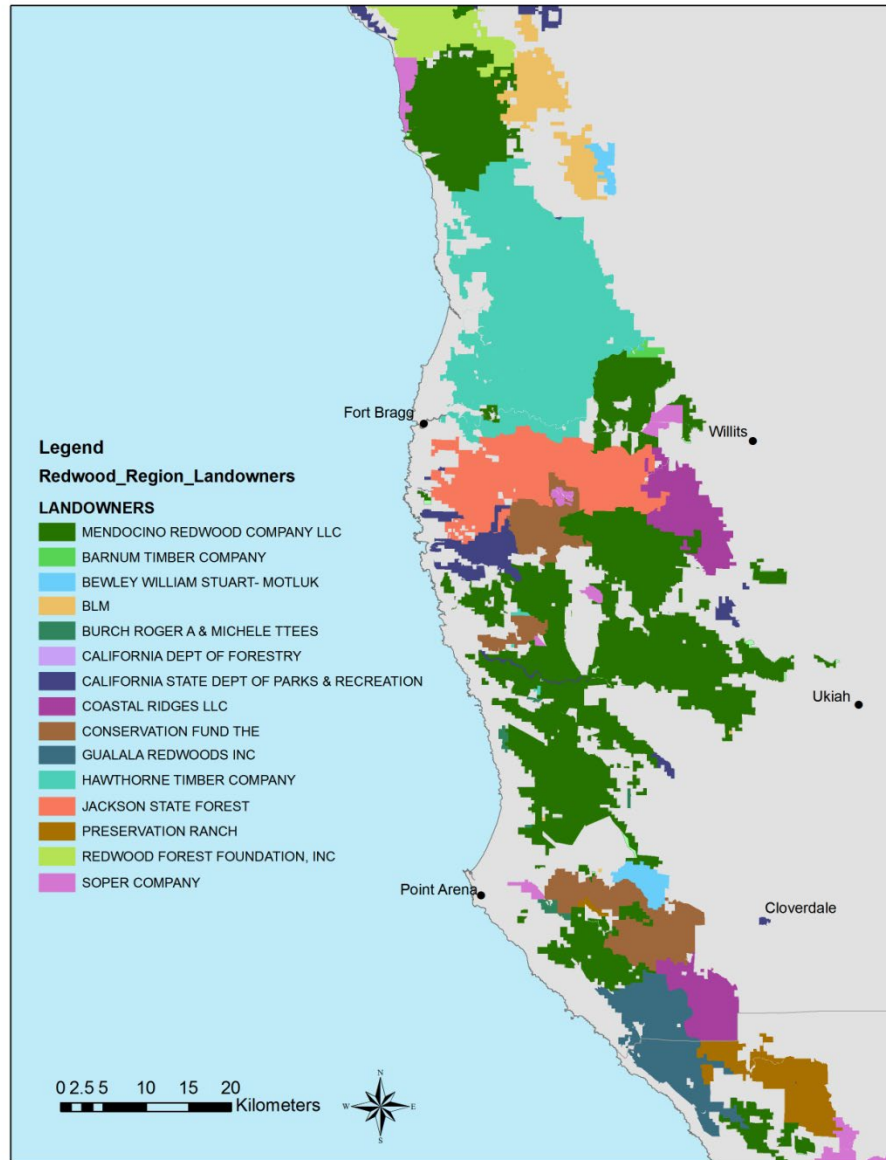 Fort Bragg
Willits
Legend
Redwood_Region_Landowners
LANDOWNERS
MENDOCINO REDWOOD COMPANY LLC
BARNUM TIMBER COMPANY
BEWLEY WILLIAM STUART- MOTLUK
BLM
BURCH ROGER A & MICHELE TTEES
CALIFORNIA DEPT OF FORESTRY
CALIFORNIA STATE DEPT OF PARKS & RECREATION
COASTAL RIDGES LLC
CONSERVATION FUND THE
GUALALA REDWOODS INC
HAWTHORNE TIMBER COMPANY
JACKSON STATE FOREST
PRESERVATION RANCH
REDWOOD FOREST FOUNDATION, INC
SOPER COMPANY
Ukiah
Point Arena
Cloverdale
0 2.5 5 10 15 20
Kilometers
N
W E
S